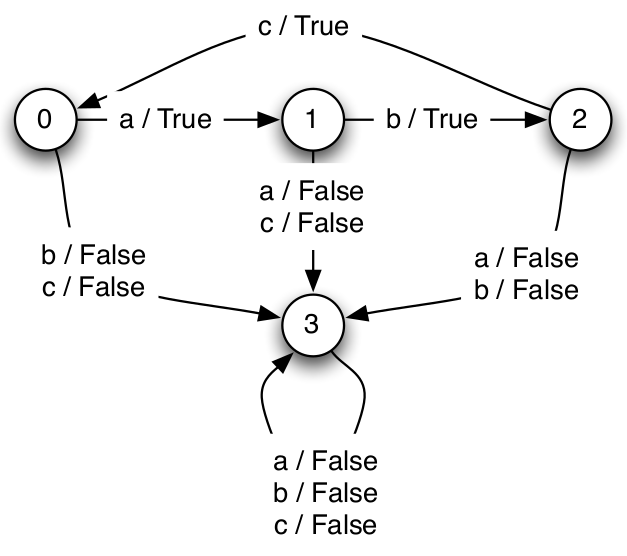 c / True
0
a / True
1
b / True
2
a / False
c / False
b / False
c / False
a / False
b / False
3
a / False
b / False
c / False